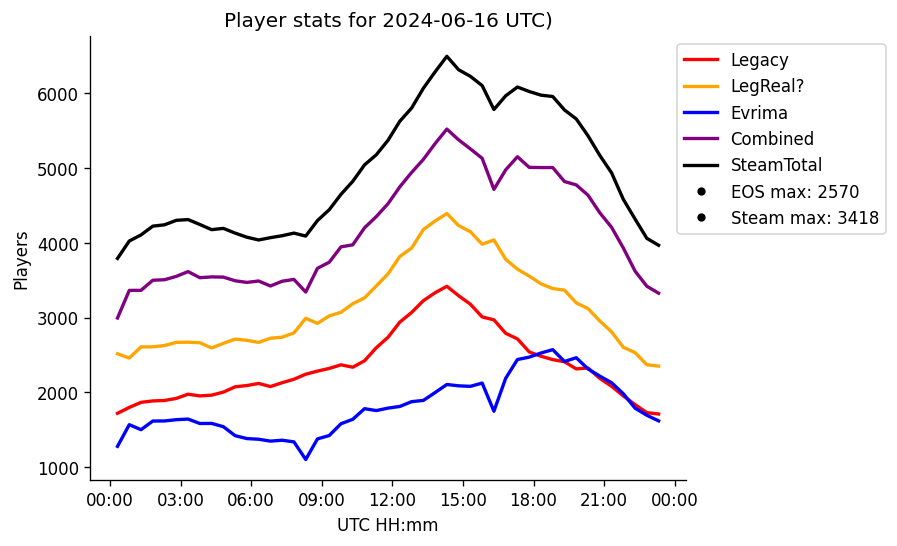 Player stats for 2024-06-16 UTC)
Players
6000
5000
4000
3000
2000
1000
00:00 03:00 06:00 09:00 12:00 15:00 18:00 21:00 00:00
UTC HH:mm
Legacy
LegReal?
Evrima
Combined
SteamTotal
EOS max: 2570
Steam max: 3418